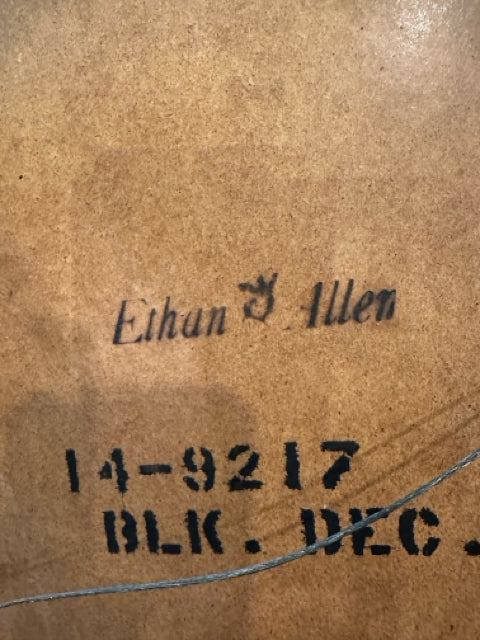 Ethan Allen
14-9217
BLK. DEC.